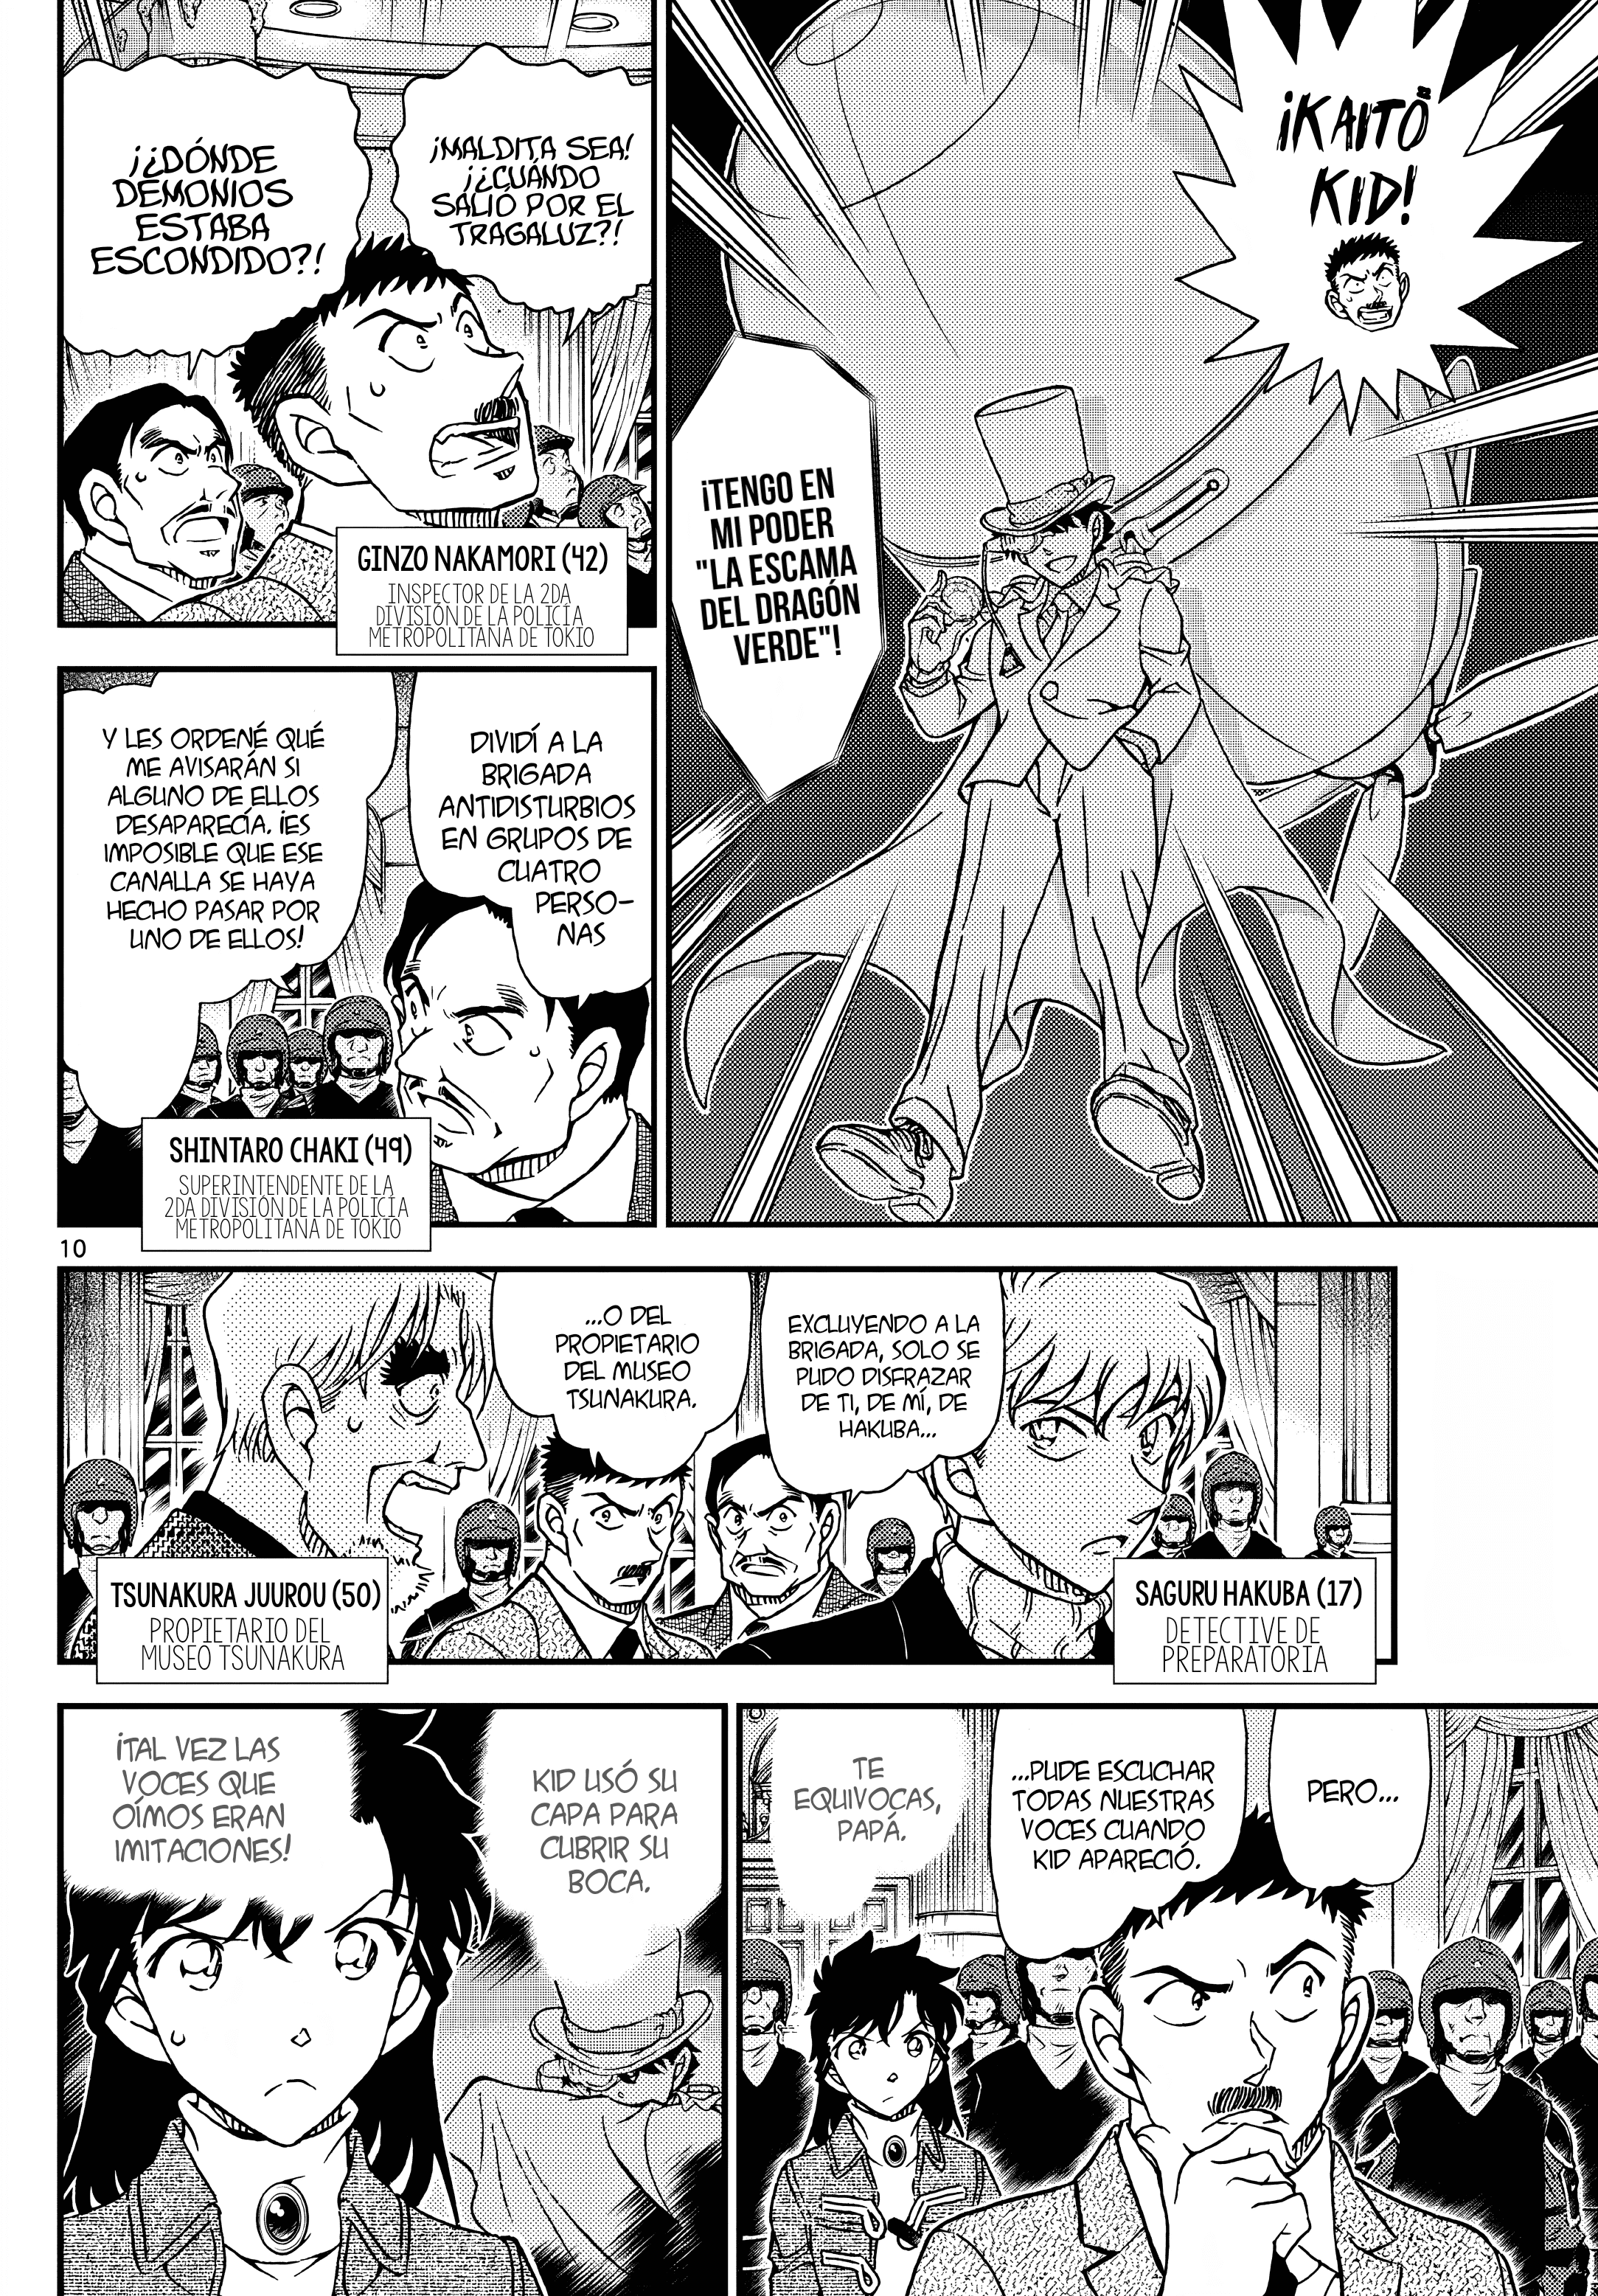 ¡KAITO
KID!
¡TENGO EN
MI PODER
"LA ESCAMA
DEL DRAGÓN
VERDE"!
¡MALDITA SEA!
¡¿CUÁNDO
SALIÓ POR EL
TRAGALUZ?!
¡¿DÓNDE
DEMONIOS
ESTABA
ESCONDIDO?!
GINZO NAKAMORI (42)
INSPECTOR DE LA 2DA
DIVISIÓN DE LA POLICÍA
METROPOLITANA DE TOKIO
DIVIDÍ A LA
BRIGADA
ANTIDISTURBIOS
EN GRUPOS DE
CUATRO
PERSO-
NAS
Y LES ORDENÉ QUÉ
ME AVISARÁN SI
ALGUNO DE ELLOS
DESAPARECÍA. ¡ES
IMPOSIBLE QUE ESE
CANALLA SE HAYA
HECHO PASAR POR
UNO DE ELLOS!
SHINTARO CHAKI (49)
SUPERINTENDENTE DE LA
2DA DIVISIÓN DE LA POLICÍA
METROPOLITANA DE TOKIO
10
EXCLUYENDO A LA
BRIGADA, SOLO SE
PUDO DISFRAZAR
DE TI, DE MÍ, DE
HAKUBA...
...O DEL
PROPIETARIO
DEL MUSEO
TSUNAKURA.
SAGURU HAKUBA (17)
DETECTIVE DE
PREPARATORIA
TSUNAKURA JUUROU (50)
PROPIETARIO DEL
MUSEO TSUNAKURA
PERO...
...PUDE ESCUCHAR
TODAS NUESTRAS
VOCES CUANDO
KID APARECIÓ.
TE
EQUIVOCAS,
PAPÁ.
KID USÓ SU
CAPA PARA
CUBRIR SU
BOCA.
¡TAL VEZ LAS
VOCES QUE
OÍMOS ERAN
IMITACIONES!